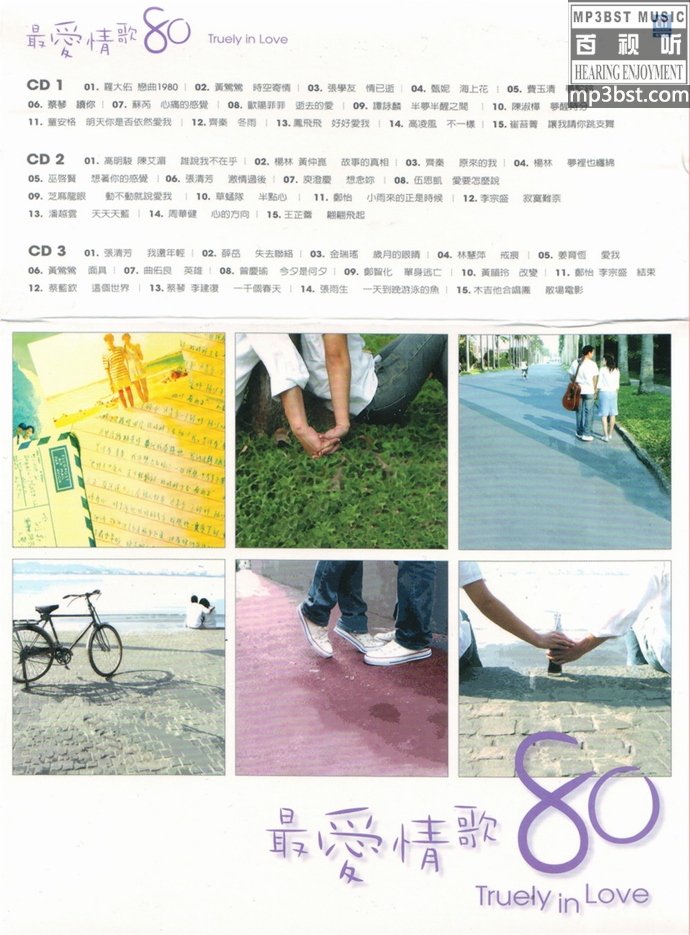 最愛情歌80 Truely in Love
MP3BST MUSIC
百视听
HEARING ENJOYMENT
mp3bst.com
CD 1 01. 羅大佑 戀曲1980 | 02. 黃鶯鶯 時空寄情 | 03. 張學友 情已逝 | 04. 甄妮 海上花 | 05. 費玉清
06. 蔡琴 讀你 | 07. 蘇芮 心痛的感覺 | 08. 歐陽菲菲 逝去的愛 | 09. 譚詠麟 半夢半醒之間 | 10. 陳淑樺 夢醒時分
11. 童安格 明天你是否依然愛我 | 12. 齊秦 冬雨 | 13. 鳳飛飛 好好愛我 | 14. 高凌風 不一樣 | 15. 崔苔菁 讓我請你跳支舞
CD 2 01. 高明駿 陳艾湄 誰說我不在乎 | 02. 楊林 黃仲崑 故事的真相 | 03. 齊秦 原來的我 | 04. 楊林 夢裡也纏綿
05. 巫啓賢 想著你的感覺 | 06. 張清芳 激情過後 | 07. 庾澄慶 想念妳 | 08. 伍思凱 愛要怎麼說
09. 芝麻龍眼 動不動就說愛我 | 10. 草蜢隊 半點心 | 11. 鄭怡 小雨來的正是時候 | 12. 李宗盛 寂寞難奈
13. 潘越雲 天天天藍 | 14. 周華健 心的方向 | 15. 王芷蕾 翩翩飛起
CD 3 01. 張清芳 我還年輕 | 02. 薛岳 失去聯絡 | 03. 金瑞瑤 歲月的眼睛 | 04. 林慧萍 戒痕 | 05. 姜育恆 愛我
06. 黃鶯鶯 面具 | 07. 曲佑良 英雄 | 08. 曾慶瑜 今夕是何夕 | 09. 鄭智化 單身逃亡 | 10. 黃韻玲 改變 | 11. 鄭怡 李宗盛 結束
12. 蔡藍欽 這個世界 | 13. 蔡琴 李建復 一千個春天 | 14. 張雨生 一天到晚游泳的魚 | 15. 木吉他合唱團 散場電影
最愛情歌80
Truely in Love